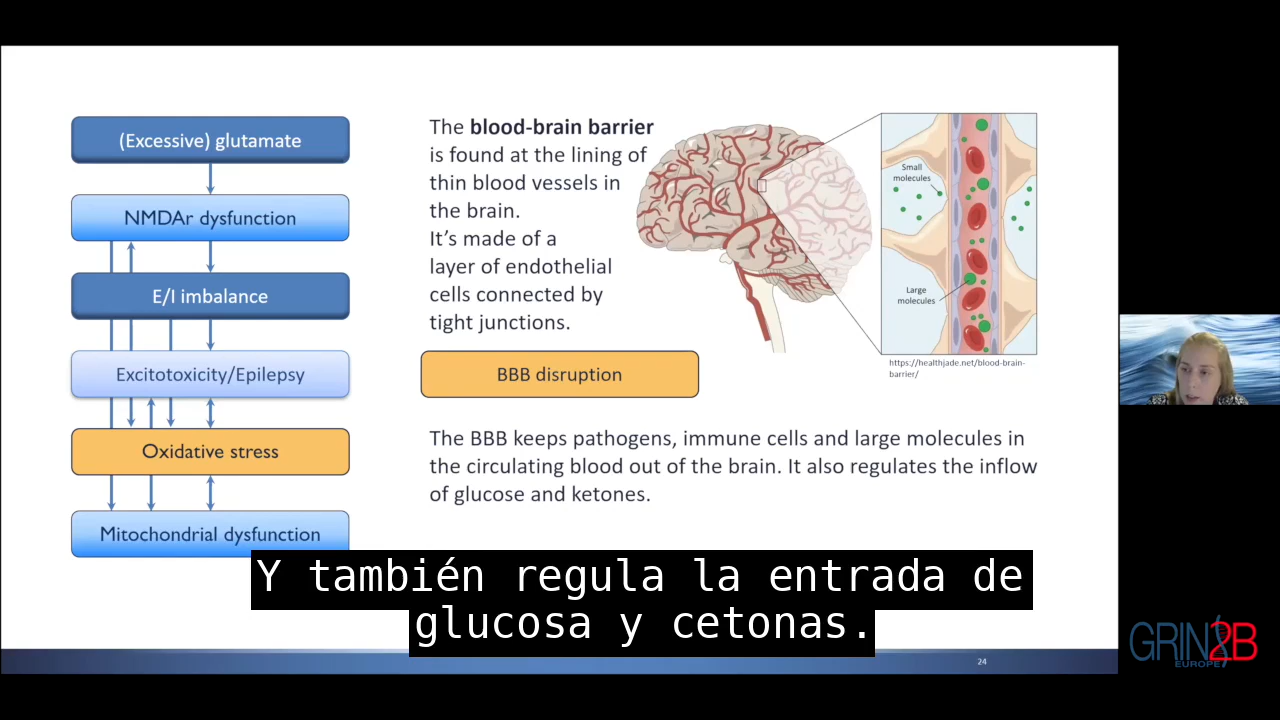 (Excessive) glutamate
NMDAr dysfunction
E/I imbalance
Excitotoxicity/Epilepsy
Oxidative stress
Mitochondrial dysfunction
The blood-brain barrier
is found at the lining of
thin blood vessels in
the brain.
It’s made of a
layer of endothelial
cells connected by
tight junctions.
Small
molecules
Large
molecules
https://healthjade.net/blood-brain-
barrier/
BBB disruption
The BBB keeps pathogens, immune cells and large molecules in
the circulating blood out of the brain. It also regulates the inflow
of glucose and ketones.
Y también regula la entrada de
glucosa y cetonas.
24
GRIN2B
EUROPE